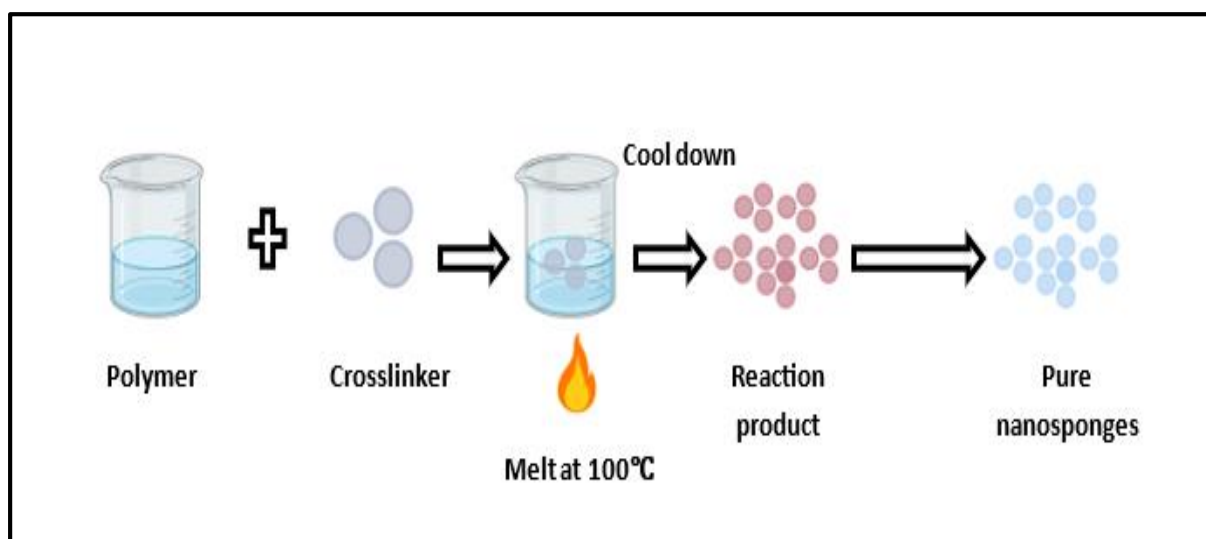 Cool down
Polymer
Crosslinker
Melt at 100℃
Reaction
product
Pure
nanosponges